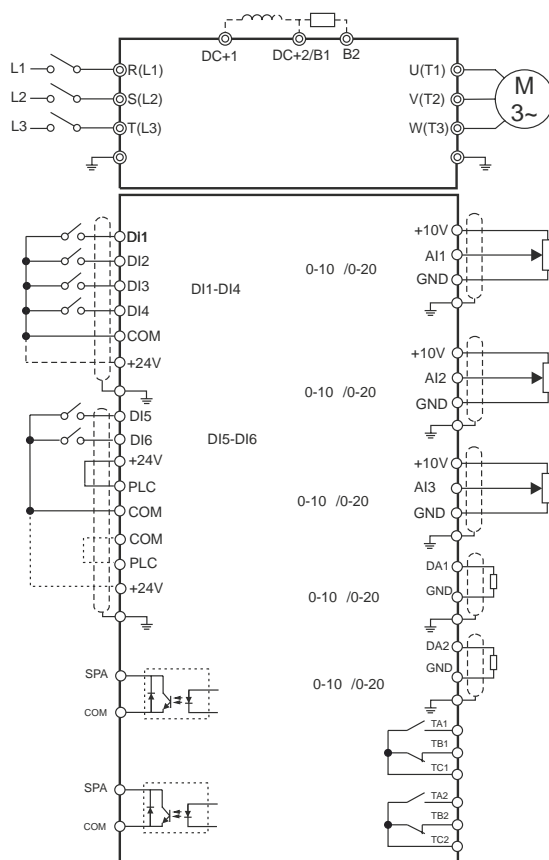 DC+1 DC+2/B1 B2
L1 R(L1) U(T1)
L2 S(L2) V(T2)
L3 T(L3) W(T3)
M
3~
DI1
DI2
DI3
DI4
COM
+24V
DI1-DI4
DI5
DI6
+24V
PLC
COM
COM
PLC
+24V
DI5-DI6
SPA
COM
SPA
COM
0-10 /0-20
+10V
AI1
GND
0-10 /0-20
+10V
AI2
GND
0-10 /0-20
+10V
AI3
GND
0-10 /0-20
DA1
GND
0-10 /0-20
DA2
GND
TA1
TB1
TC1
TA2
TB2
TC2